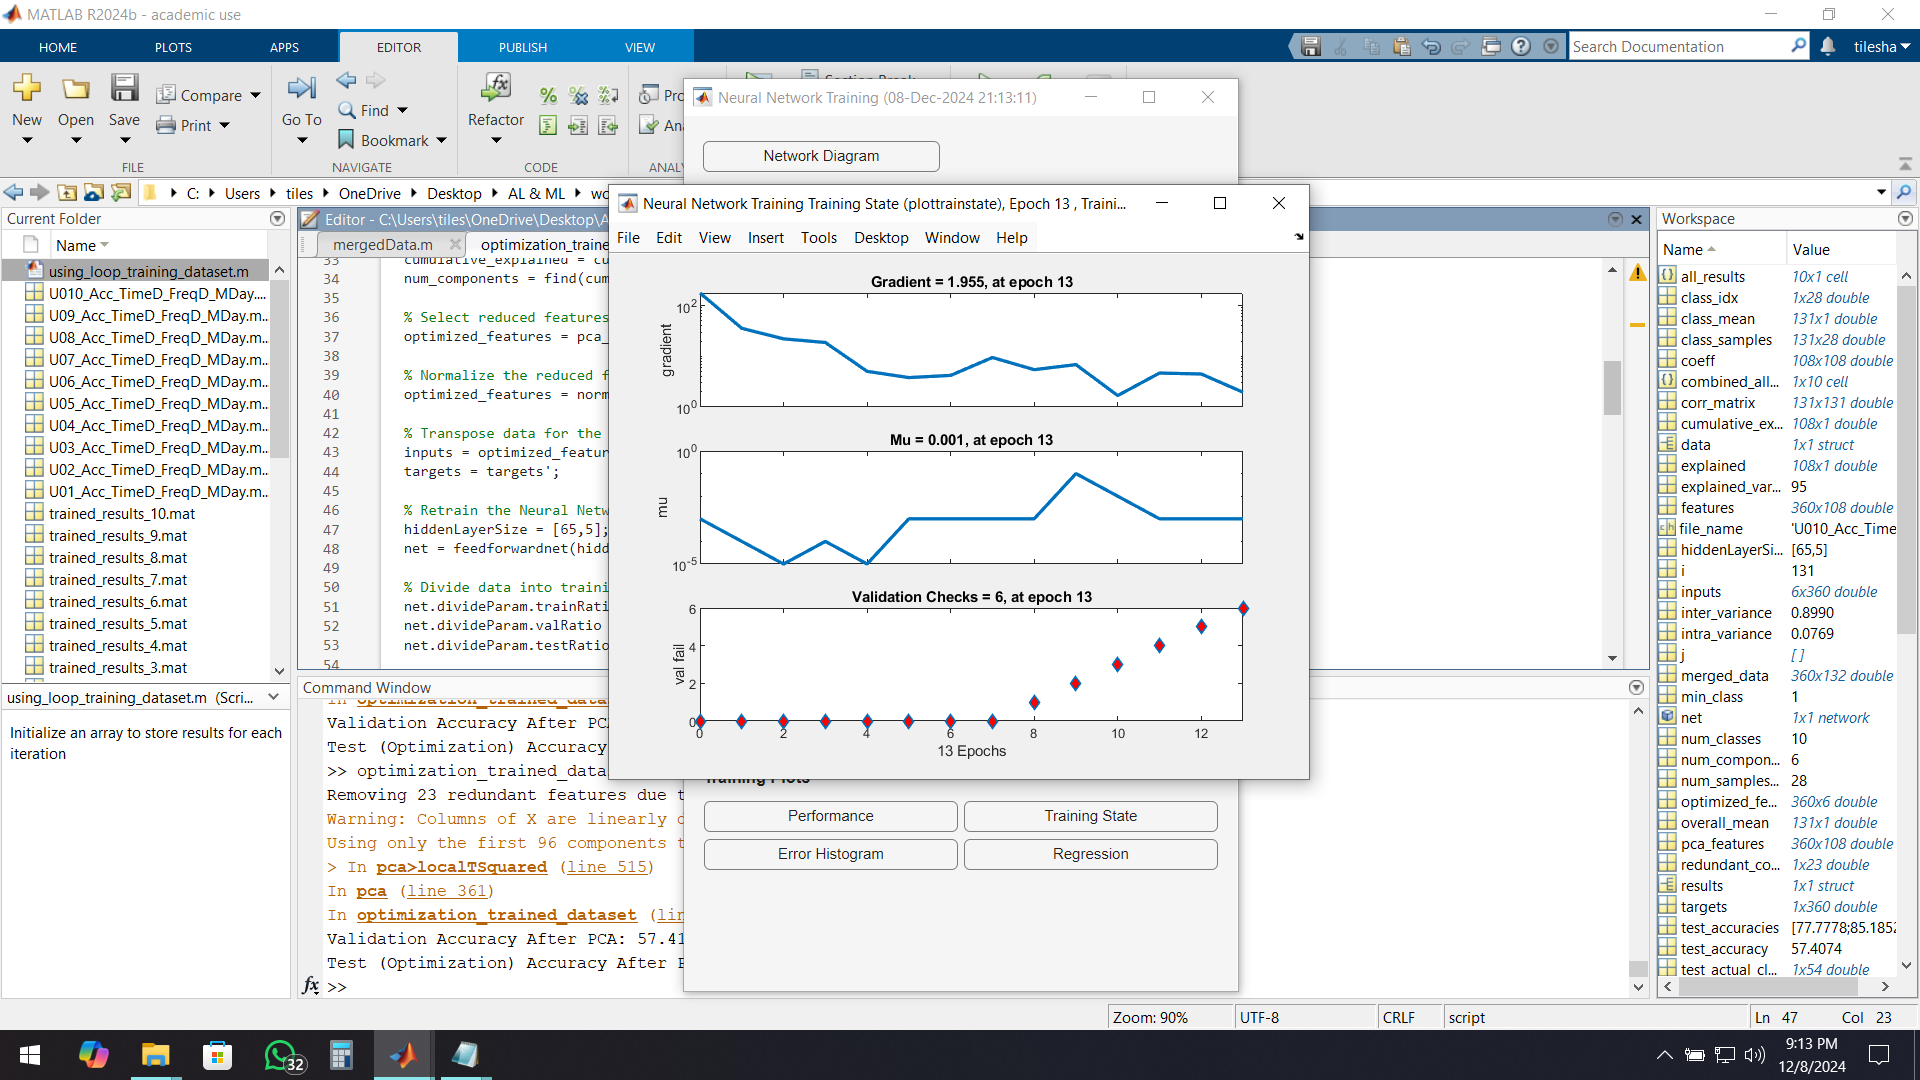 MATLAB R2024b - academic use
HOME PLOTS APPS EDITOR PUBLISH VIEW
Search Documentation
tilesha
New Open Save
Compare
Print
FILE
Go To
Find
Bookmark
NAVIGATE
Refactor
CODE
Neural Network Training (08-Dec-2024 21:13:11)
Network Diagram
C: Users tiles OneDrive Desktop AL & ML
Current Folder
Name
using_loop_training_dataset.m
U010_Acc_TimeD_FreqD_MDay....
U09_Acc_TimeD_FreqD_MDay.m...
U08_Acc_TimeD_FreqD_MDay.m...
U07_Acc_TimeD_FreqD_MDay.m...
U06_Acc_TimeD_FreqD_MDay.m...
U05_Acc_TimeD_FreqD_MDay.m...
U04_Acc_TimeD_FreqD_MDay.m...
U03_Acc_TimeD_FreqD_MDay.m...
U02_Acc_TimeD_FreqD_MDay.m...
U01_Acc_TimeD_FreqD_MDay.m...
trained_results_10.mat
trained_results_9.mat
trained_results_8.mat
trained_results_7.mat
trained_results_6.mat
trained_results_5.mat
trained_results_4.mat
trained_results_3.mat
using_loop_training_dataset.m (Scri...
Initialize an array to store results for each
iteration
Editor - C:\Users\tiles\OneDrive\Desktop\A
mergedData.m
optimization_traine
33 cumulative_explained = cu
34 num_components = find(cum
35
36 % Select reduced features
37 optimized_features = pca_
38
39 % Normalize the reduced f
40 optimized_features = norm
41
42 % Transpose data for the
43 inputs = optimized_featur
44 targets = targets';
45
46 % Retrain the Neural Netw
47 hiddenLayerSize = [65,5];
48 net = feedforwardnet(hidd
49
50 % Divide data into traini
51 net.divideParam.trainRati
52 net.divideParam.valRatio
53 net.divideParam.testRatio
54
Command Window
In optimization_trained_data
Validation Accuracy After PC
Test (Optimization) Accuracy
>> optimization_trained_data
Removing 23 redundant features due t
Warning: Columns of X are linearly
Using only the first 96 components t
> In pca>localTSquared (line 515)
In pca (line 361)
In optimization_trained_dataset (lin
Validation Accuracy After PCA: 57.41
Test (Optimization) Accuracy After P
fx >>
Neural Network Training Training State (plottrainstate), Epoch 13 , Traini...
File Edit View Insert Tools Desktop Window Help
Gradient = 1.955, at epoch 13
gradient
10^2
10^0
Mu = 0.001, at epoch 13
mu
10^0
10^-5
Validation Checks = 6, at epoch 13
val fail
6
4
2
0
0 2 4 6 8 10 12
13 Epochs
Training Plots
Performance
Training State
Error Histogram
Regression
Workspace
Name Value
all_results 10x1 cell
class_idx 1x28 double
class_mean 131x1 double
class_samples 131x28 double
coeff 108x108 double
combined_all... 1x10 cell
corr_matrix 131x131 double
cumulative_ex... 108x1 double
data 1x1 struct
explained 108x1 double
explained_var... 95
features 360x108 double
file_name 'U010_Acc_Time
hiddenLayerSi... [65,5]
i 131
inputs 6x360 double
inter_variance 0.8990
intra_variance 0.0769
j []
merged_data 360x132 double
min_class 1
net 1x1 network
num_classes 10
num_compon... 6
num_samples... 28
optimized_fe... 360x6 double
overall_mean 131x1 double
pca_features 360x108 double
redundant_co... 1x23 double
results 1x1 struct
targets 1x360 double
test_accuracies [77.7778;85.1852
test_accuracy 57.4074
test_actual_cl... 1x54 double
Zoom: 90% UTF-8 CRLF script Ln 47 Col 23
32
9:13 PM
12/8/2024